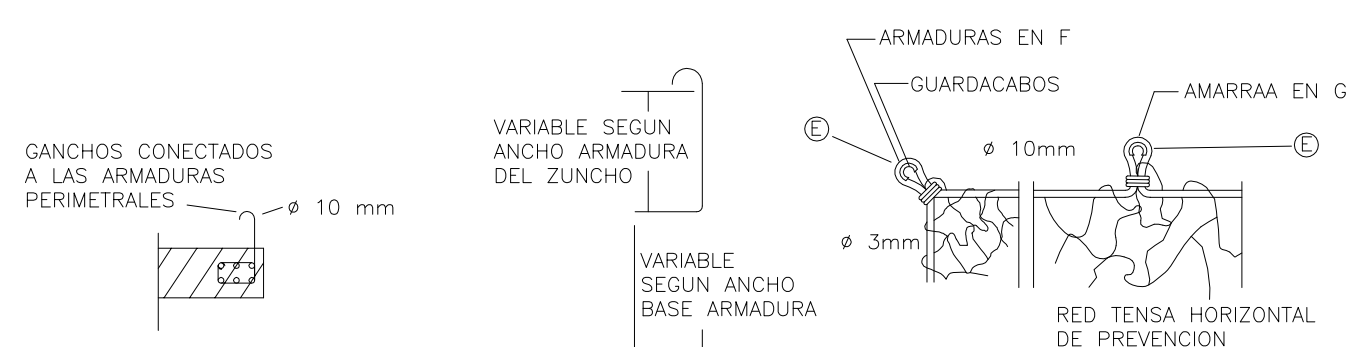 GANCHOS CONECTADOS
A LAS ARMADURAS
PERIMETRALES
ø 10 mm
VARIABLE SEGUN
ANCHO ARMADURA
DEL ZUNCHO
VARIABLE
SEGUN ANCHO
BASE ARMADURA
ARMADURAS EN F
GUARDACABOS
AMARRAA EN G
E
ø 10mm
E
ø 3mm
RED TENSA HORIZONTAL
DE PREVENCION